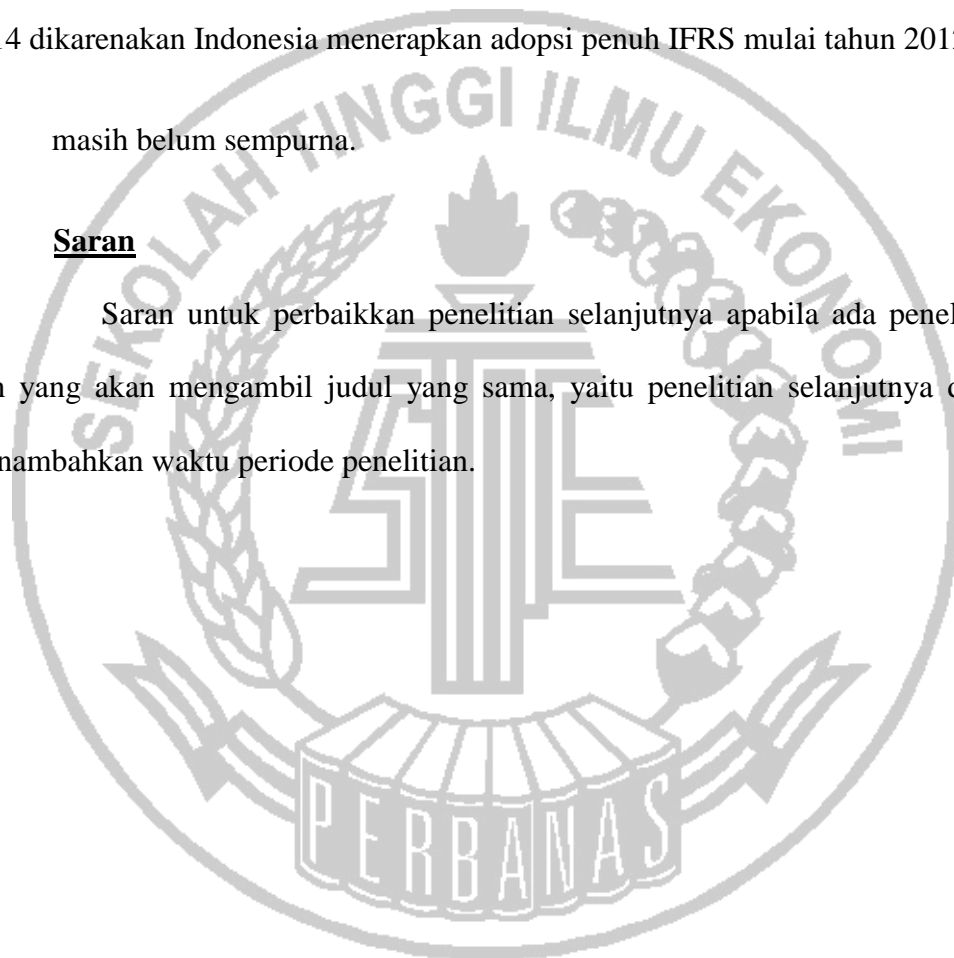 14 dikarenakan Indonesia menerapkan adopsi penuh IFRS mulai tahun 201
masih belum sempurna.
Saran
Saran untuk perbaikkan penelitian selanjutnya apabila ada penel
yang akan mengambil judul yang sama, yaitu penelitian selanjutnya
nambahkan waktu periode penelitian.
SEKOLAH TINGGI ILMU EKONOMI
PERBANAS